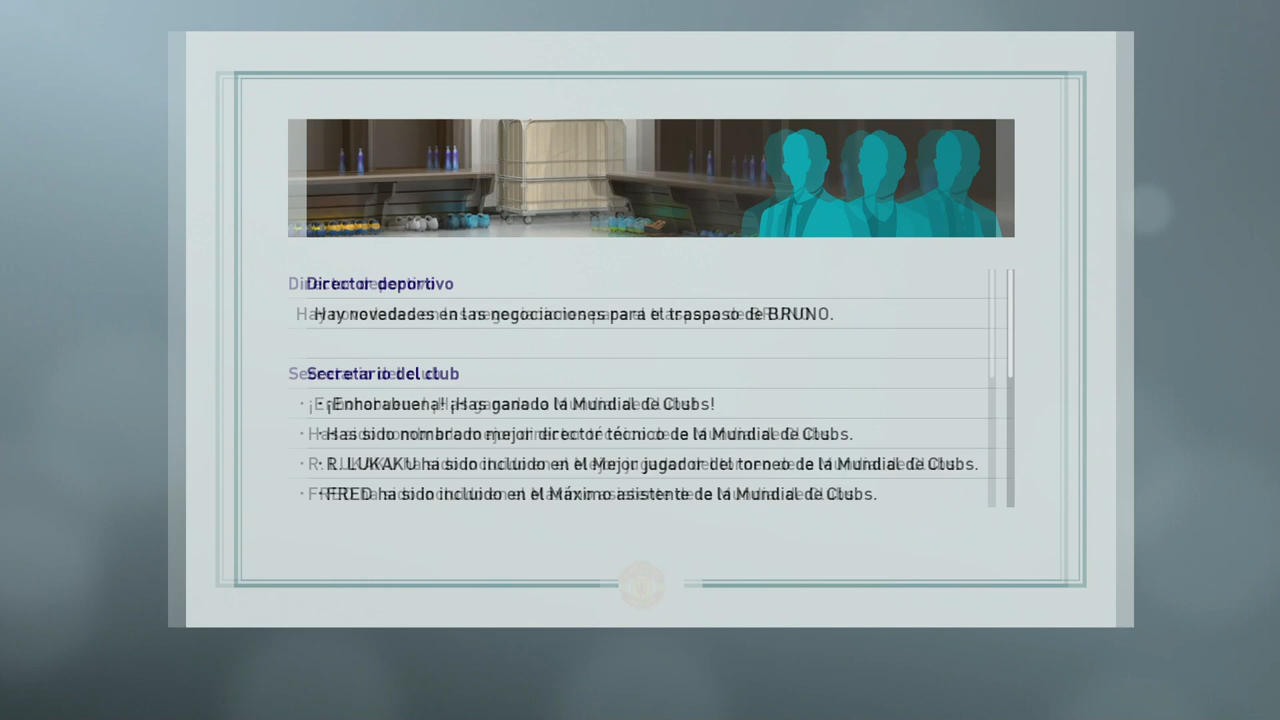 Director deportivo
Hay novedades en las negociaciones para el traspaso de BRUNO.
Secretario del club
· ¡Enhorabuena! ¡Has ganado la Mundial de Clubs!
· Has sido nombrado mejor director técnico de la Mundial de Clubs.
· R. LUKAKU ha sido incluido en el Mejor jugador del torneo de la Mundial de Clubs.
· FRED ha sido incluido en el Máximo asistente de la Mundial de Clubs.